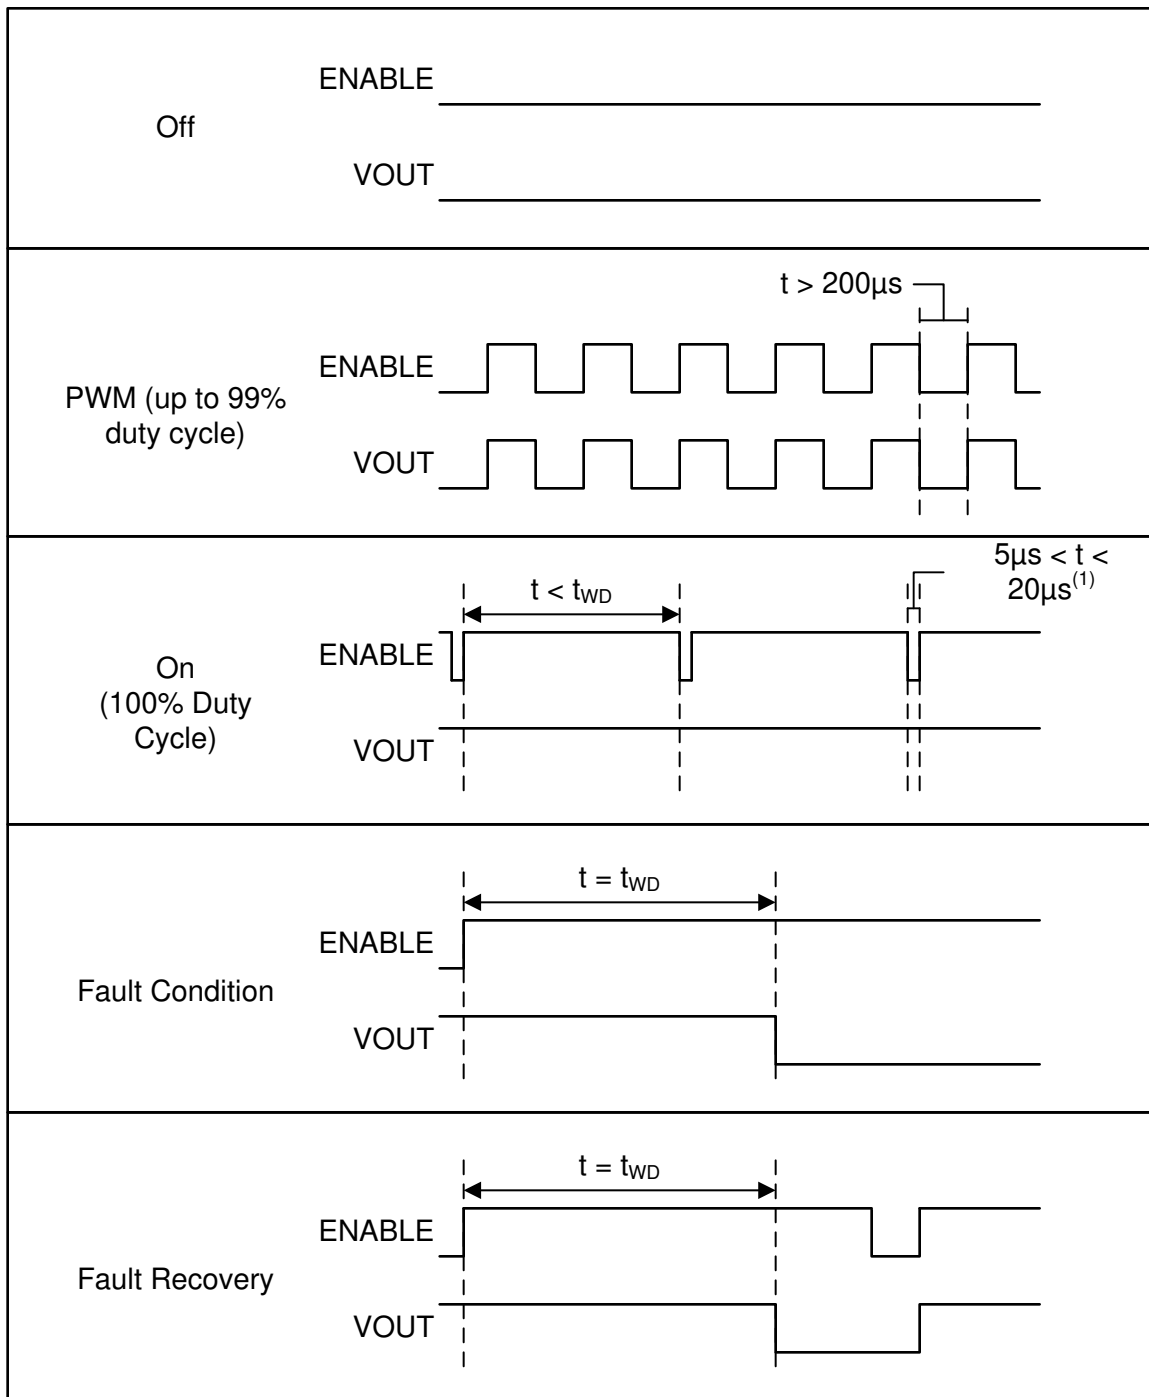 ENABLE
Off
VOUT
t > 200µs
ENABLE
PWM (up to 99%
duty cycle)
VOUT
5µs < t <
20µs(1)
t < tWD
ENABLE
On
(100% Duty
Cycle)
VOUT
t = tWD
ENABLE
Fault Condition
VOUT
t = tWD
ENABLE
Fault Recovery
VOUT